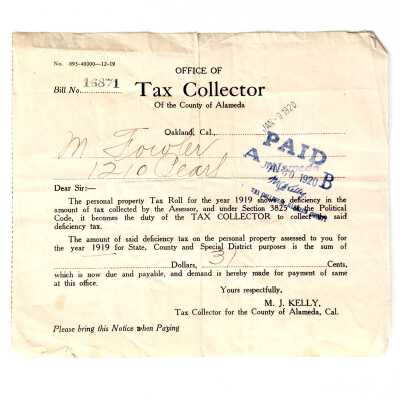 No. 893-40000-12-19
OFFICE OF
Bill No. 16871
Tax Collector
Of the County of Alameda
Oakland, Cal.,
JAN - 2 1920
PAID
A B
1920
M Fowler
1210 Pearl
Dear Sir:—
The personal property Tax Roll for the year 1919 shows a deficiency in the
amount of tax collected by the Assessor, and under Section 3825 of the Political
Code, it becomes the duty of the TAX COLLECTOR to collect the said
deficiency tax.
The amount of said deficiency tax on the personal property assessed to you for
the year 1919 for State, County and Special District purposes is the sum of
Dollars, 31 Cents,
which is now due and payable, and demand is hereby made for payment of same
at this office.
Yours respectfully,
M. J. KELLY,
Tax Collector for the County of Alameda, Cal.
Please bring this Notice when Paying